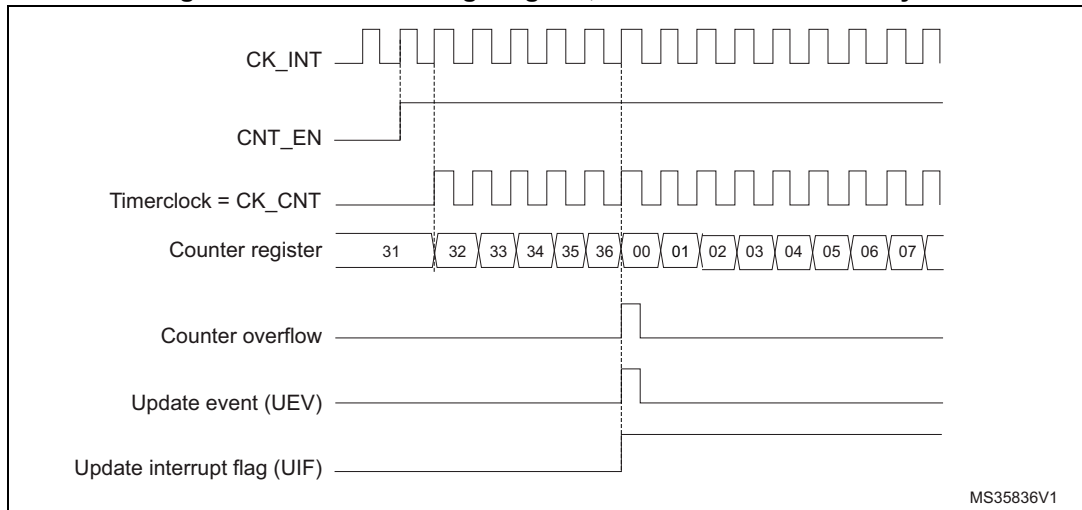 CK_INT
CNT_EN
Timerclock = CK_CNT
Counter register 31 32 33 34 35 36 00 01 02 03 04 05 06 07
Counter overflow
Update event (UEV)
Update interrupt flag (UIF)
MS35836V1